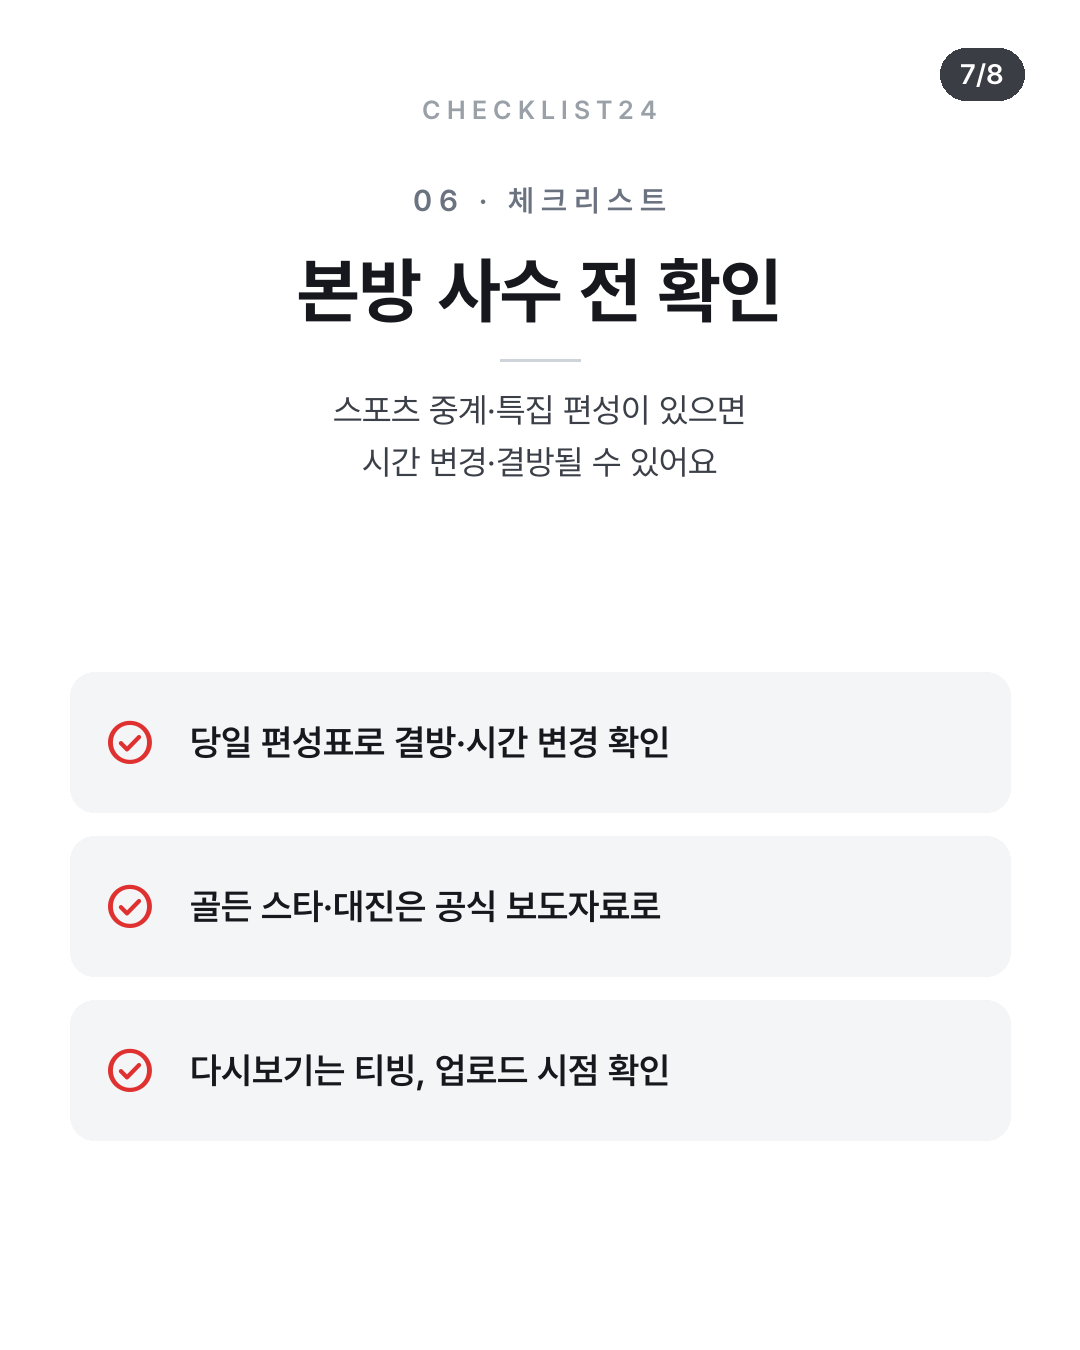 7/8
CHECKLIST24
06 · 체크리스트
본방 사수 전 확인
스포츠 중계·특집 편성이 있으면
시간 변경·결방될 수 있어요
당일 편성표로 결방·시간 변경 확인
골든 스타·대진은 공식 보도자료로
다시보기는 티빙, 업로드 시점 확인